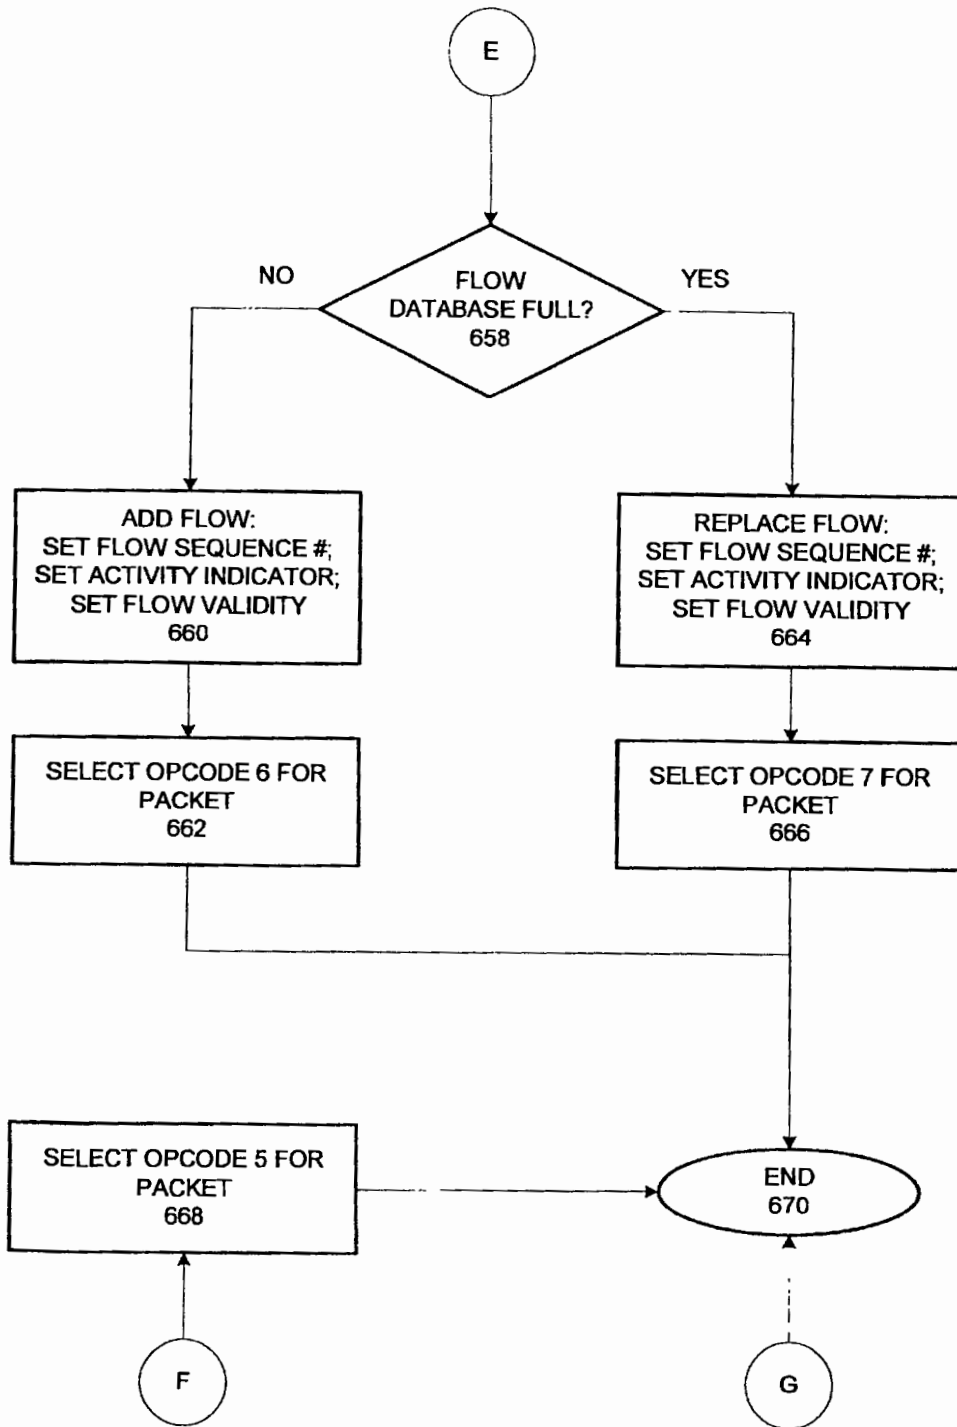 E
NO
YES
FLOW
DATABASE FULL?
658
ADD FLOW:
SET FLOW SEQUENCE #;
SET ACTIVITY INDICATOR;
SET FLOW VALIDITY
660
REPLACE FLOW:
SET FLOW SEQUENCE #;
SET ACTIVITY INDICATOR;
SET FLOW VALIDITY
664
SELECT OPCODE 6 FOR
PACKET
662
SELECT OPCODE 7 FOR
PACKET
666
SELECT OPCODE 5 FOR
PACKET
668
END
670
F
G